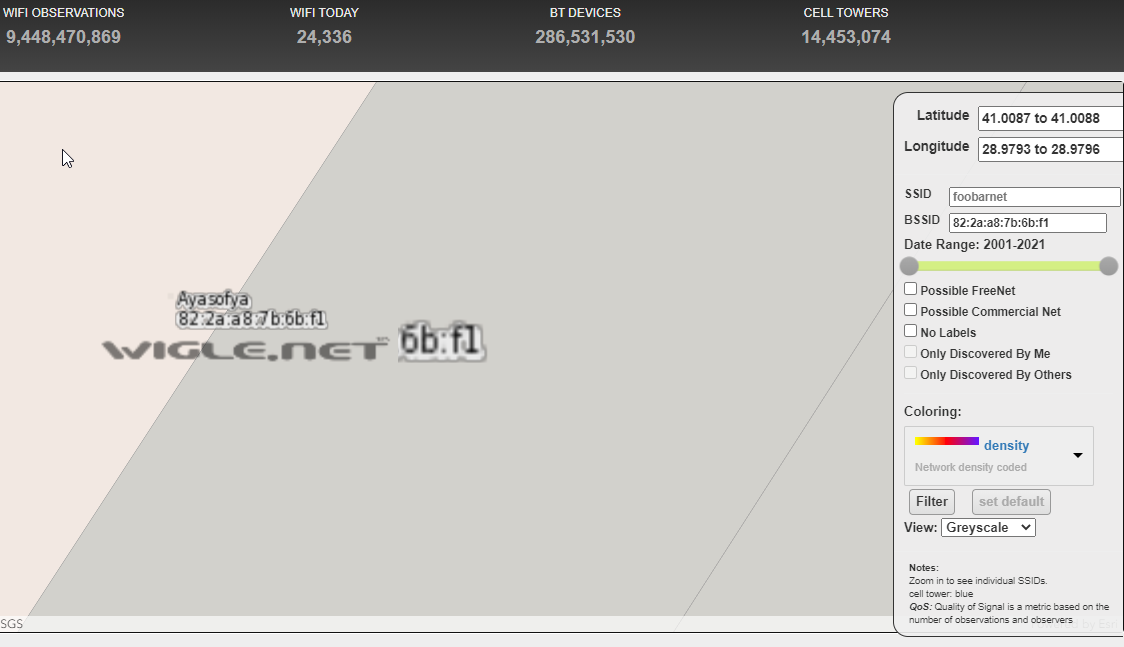 WIFI OBSERVATIONS WIFI TODAY BT DEVICES CELL TOWERS
9,448,470,869 24,336 286,531,530 14,453,074
Latitude 41.0087 to 41.0088
Longitude 28.9793 to 28.9796
SSID foobarnet
BSSID 82:2a:a8:7b:6b:f1
Date Range: 2001-2021
Possible FreeNet
Possible Commercial Net
No Labels
Only Discovered By Me
Only Discovered By Others
Coloring:
density
Network density coded
Filter set default
View: Greyscale
Notes:
Zoom in to see individual SSIDs.
cell tower: blue
QoS: Quality of Signal is a metric based on the
number of observations and observers
Ayasofya
82:2a:a8:7b:6b:f1
WIGLE.NET 6b:f1
SGS